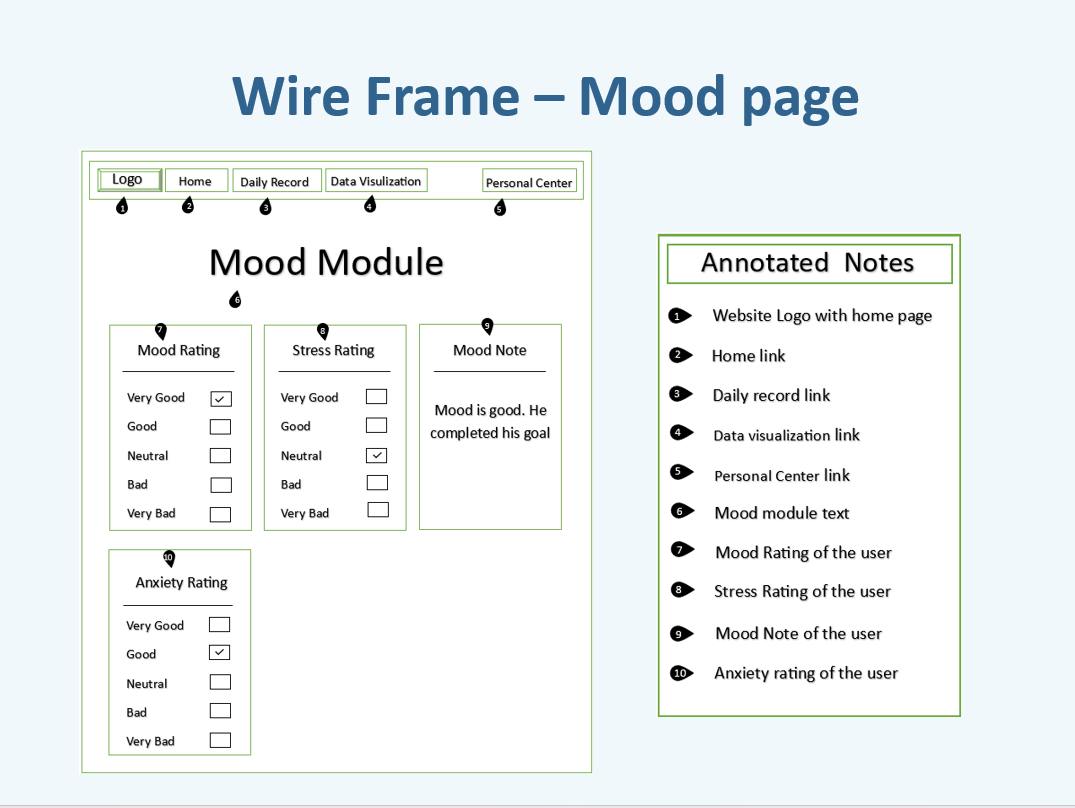 Wire Frame – Mood page
Logo
Home
Daily Record
Data Visulization
Personal Center
1
2
3
4
5
Mood Module
6
7
Mood Rating
Very Good
Good
Neutral
Bad
Very Bad
8
Stress Rating
Very Good
Good
Neutral
Bad
Very Bad
9
Mood Note
Mood is good. He
completed his goal
10
Anxiety Rating
Very Good
Good
Neutral
Bad
Very Bad
Annotated Notes
1 Website Logo with home page
2 Home link
3 Daily record link
4 Data visualization link
5 Personal Center link
6 Mood module text
7 Mood Rating of the user
8 Stress Rating of the user
9 Mood Note of the user
10 Anxiety rating of the user